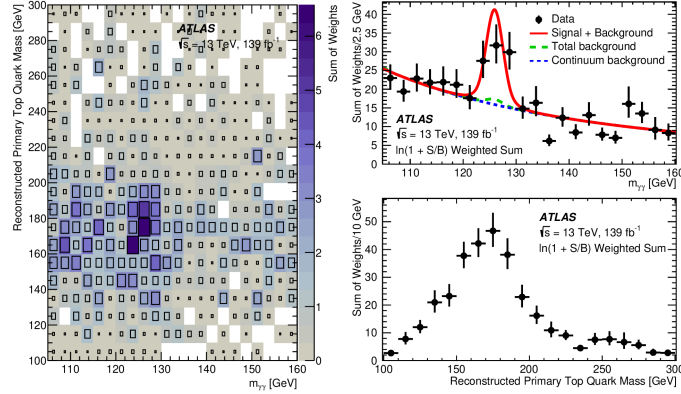 Reconstructed Primary Top Quark Mass [GeV]
300
280
260
240
220
200
180
160
140
120
100
ATLAS
√s = 13 TeV, 139 fb⁻¹
110 120 130 140 150 160
mγγ [GeV]
Sum of Weights
6
5
4
3
2
1
0
Sum of Weights/2.5 GeV
40
35
30
25
20
15
10
5
0
Data
Signal + Background
Total background
Continuum background
ATLAS
√s = 13 TeV, 139 fb⁻¹
ln(1 + S/B) Weighted Sum
110 120 130 140 150 160
mγγ [GeV]
Sum of Weights/10 GeV
50
40
30
20
10
0
ATLAS
√s = 13 TeV, 139 fb⁻¹
ln(1 + S/B) Weighted Sum
100 150 200 250 300
Reconstructed Primary Top Quark Mass [GeV]